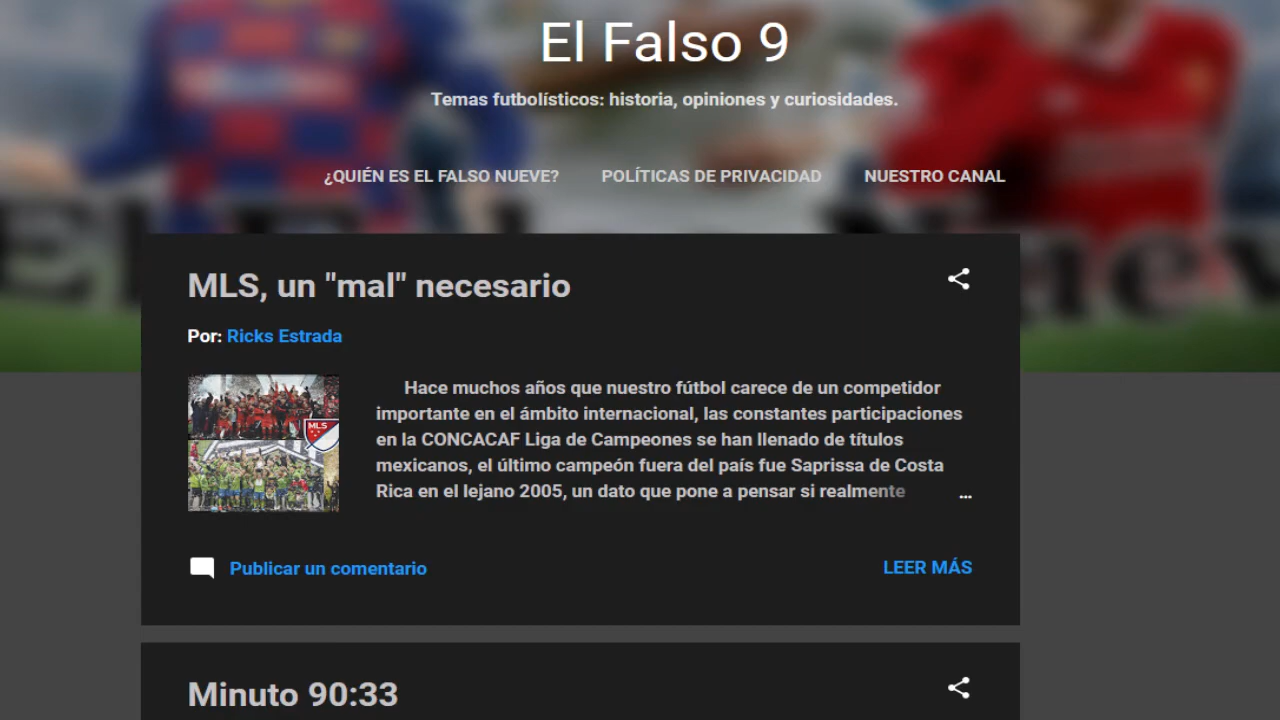 El Falso 9
Temas futbolísticos: historia, opiniones y curiosidades.
¿QUIÉN ES EL FALSO NUEVE? POLÍTICAS DE PRIVACIDAD NUESTRO CANAL
MLS, un "mal" necesario
Por: Ricks Estrada
MLS
Hace muchos años que nuestro fútbol carece de un competidor
importante en el ámbito internacional, las constantes participaciones
en la CONCACAF Liga de Campeones se han llenado de títulos
mexicanos, el último campeón fuera del país fue Saprissa de Costa
Rica en el lejano 2005, un dato que pone a pensar si realmente ...
Publicar un comentario LEER MÁS
Minuto 90:33